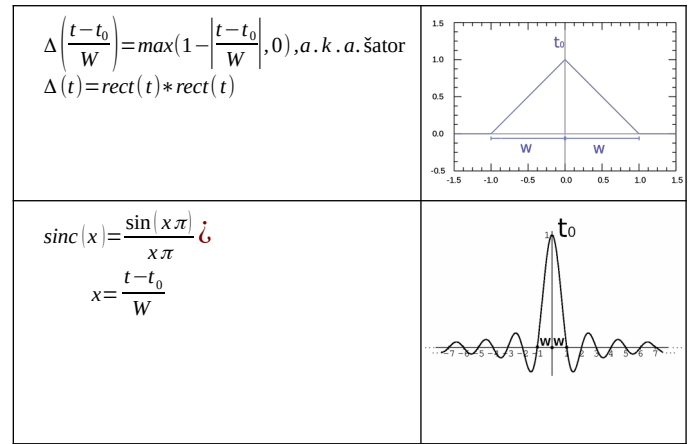 Δ(t−t₀/W)=max(1−|t−t₀/W|,0),a.k.a.šator
Δ(t)=rect(t)∗rect(t)
t₀
1.5
1.0
0.5
0.0
-0.5
W W
-1.5 -1.0 -0.5 0.0 0.5 1.0 1.5
sinc(x)=sin(xπ)/xπ ¿
x=t−t₀/W
t₀
1
W W
-7 -6 -5 -4 -3 -2 -1 1 2 3 4 5 6 7